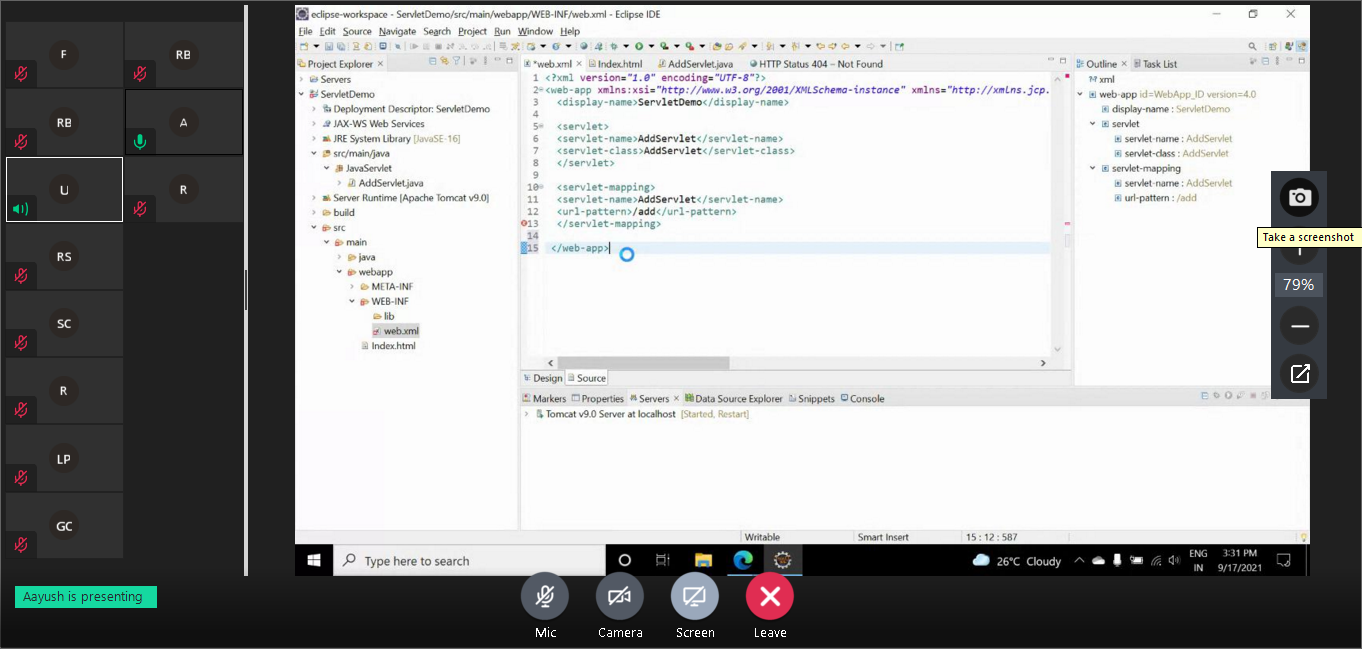 F
RB
RB
A
U
R
RS
SC
R
LP
GC
Aayush is presenting
eclipse-workspace - ServletDemo/src/main/webapp/WEB-INF/web.xml - Eclipse IDE
File Edit Source Navigate Search Project Run Window Help
Project Explorer
Servers
ServletDemo
Deployment Descriptor: ServletDemo
JAX-WS Web Services
JRE System Library [JavaSE-16]
src/main/java
JavaServlet
AddServlet.java
Server Runtime [Apache Tomcat v9.0]
build
src
main
java
webapp
META-INF
WEB-INF
lib
web.xml
Index.html
*web.xml Index.html AddServlet.java HTTP Status 404 – Not Found
1 <?xml version="1.0" encoding="UTF-8"?>
2 <web-app xmlns:xsi="http://www.w3.org/2001/XMLSchema-instance" xmlns="http://xmlns.jcp.
3 <display-name>ServletDemo</display-name>
4
5 <servlet>
6 <servlet-name>AddServlet</servlet-name>
7 <servlet-class>AddServlet</servlet-class>
8 </servlet>
9
10 <servlet-mapping>
11 <servlet-name>AddServlet</servlet-name>
12 <url-pattern>/add</url-pattern>
13 </servlet-mapping>
14
15 </web-app>
Design Source
Outline Task List
xml
web-app id=WebApp_ID version=4.0
display-name : ServletDemo
servlet
servlet-name : AddServlet
servlet-class : AddServlet
servlet-mapping
servlet-name : AddServlet
url-pattern : /add
Markers Properties Servers Data Source Explorer Snippets Console
Tomcat v9.0 Server at localhost [Started, Restart]
Writable Smart Insert 15 : 12 : 587
Take a screenshot
79%
Type here to search
26°C Cloudy
ENG
IN
3:31 PM
9/17/2021
Mic Camera Screen Leave